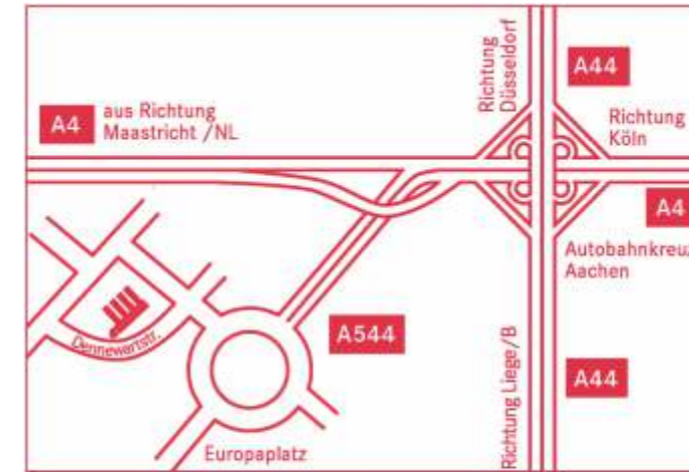 Richtung
Düsseldorf
A44
A4
aus Richtung
Maastricht /NL
Richtung
Köln
A4
Autobahnkreuz
Aachen
Dennewartstr.
A544
Richtung Liege/B
A44
Europaplatz